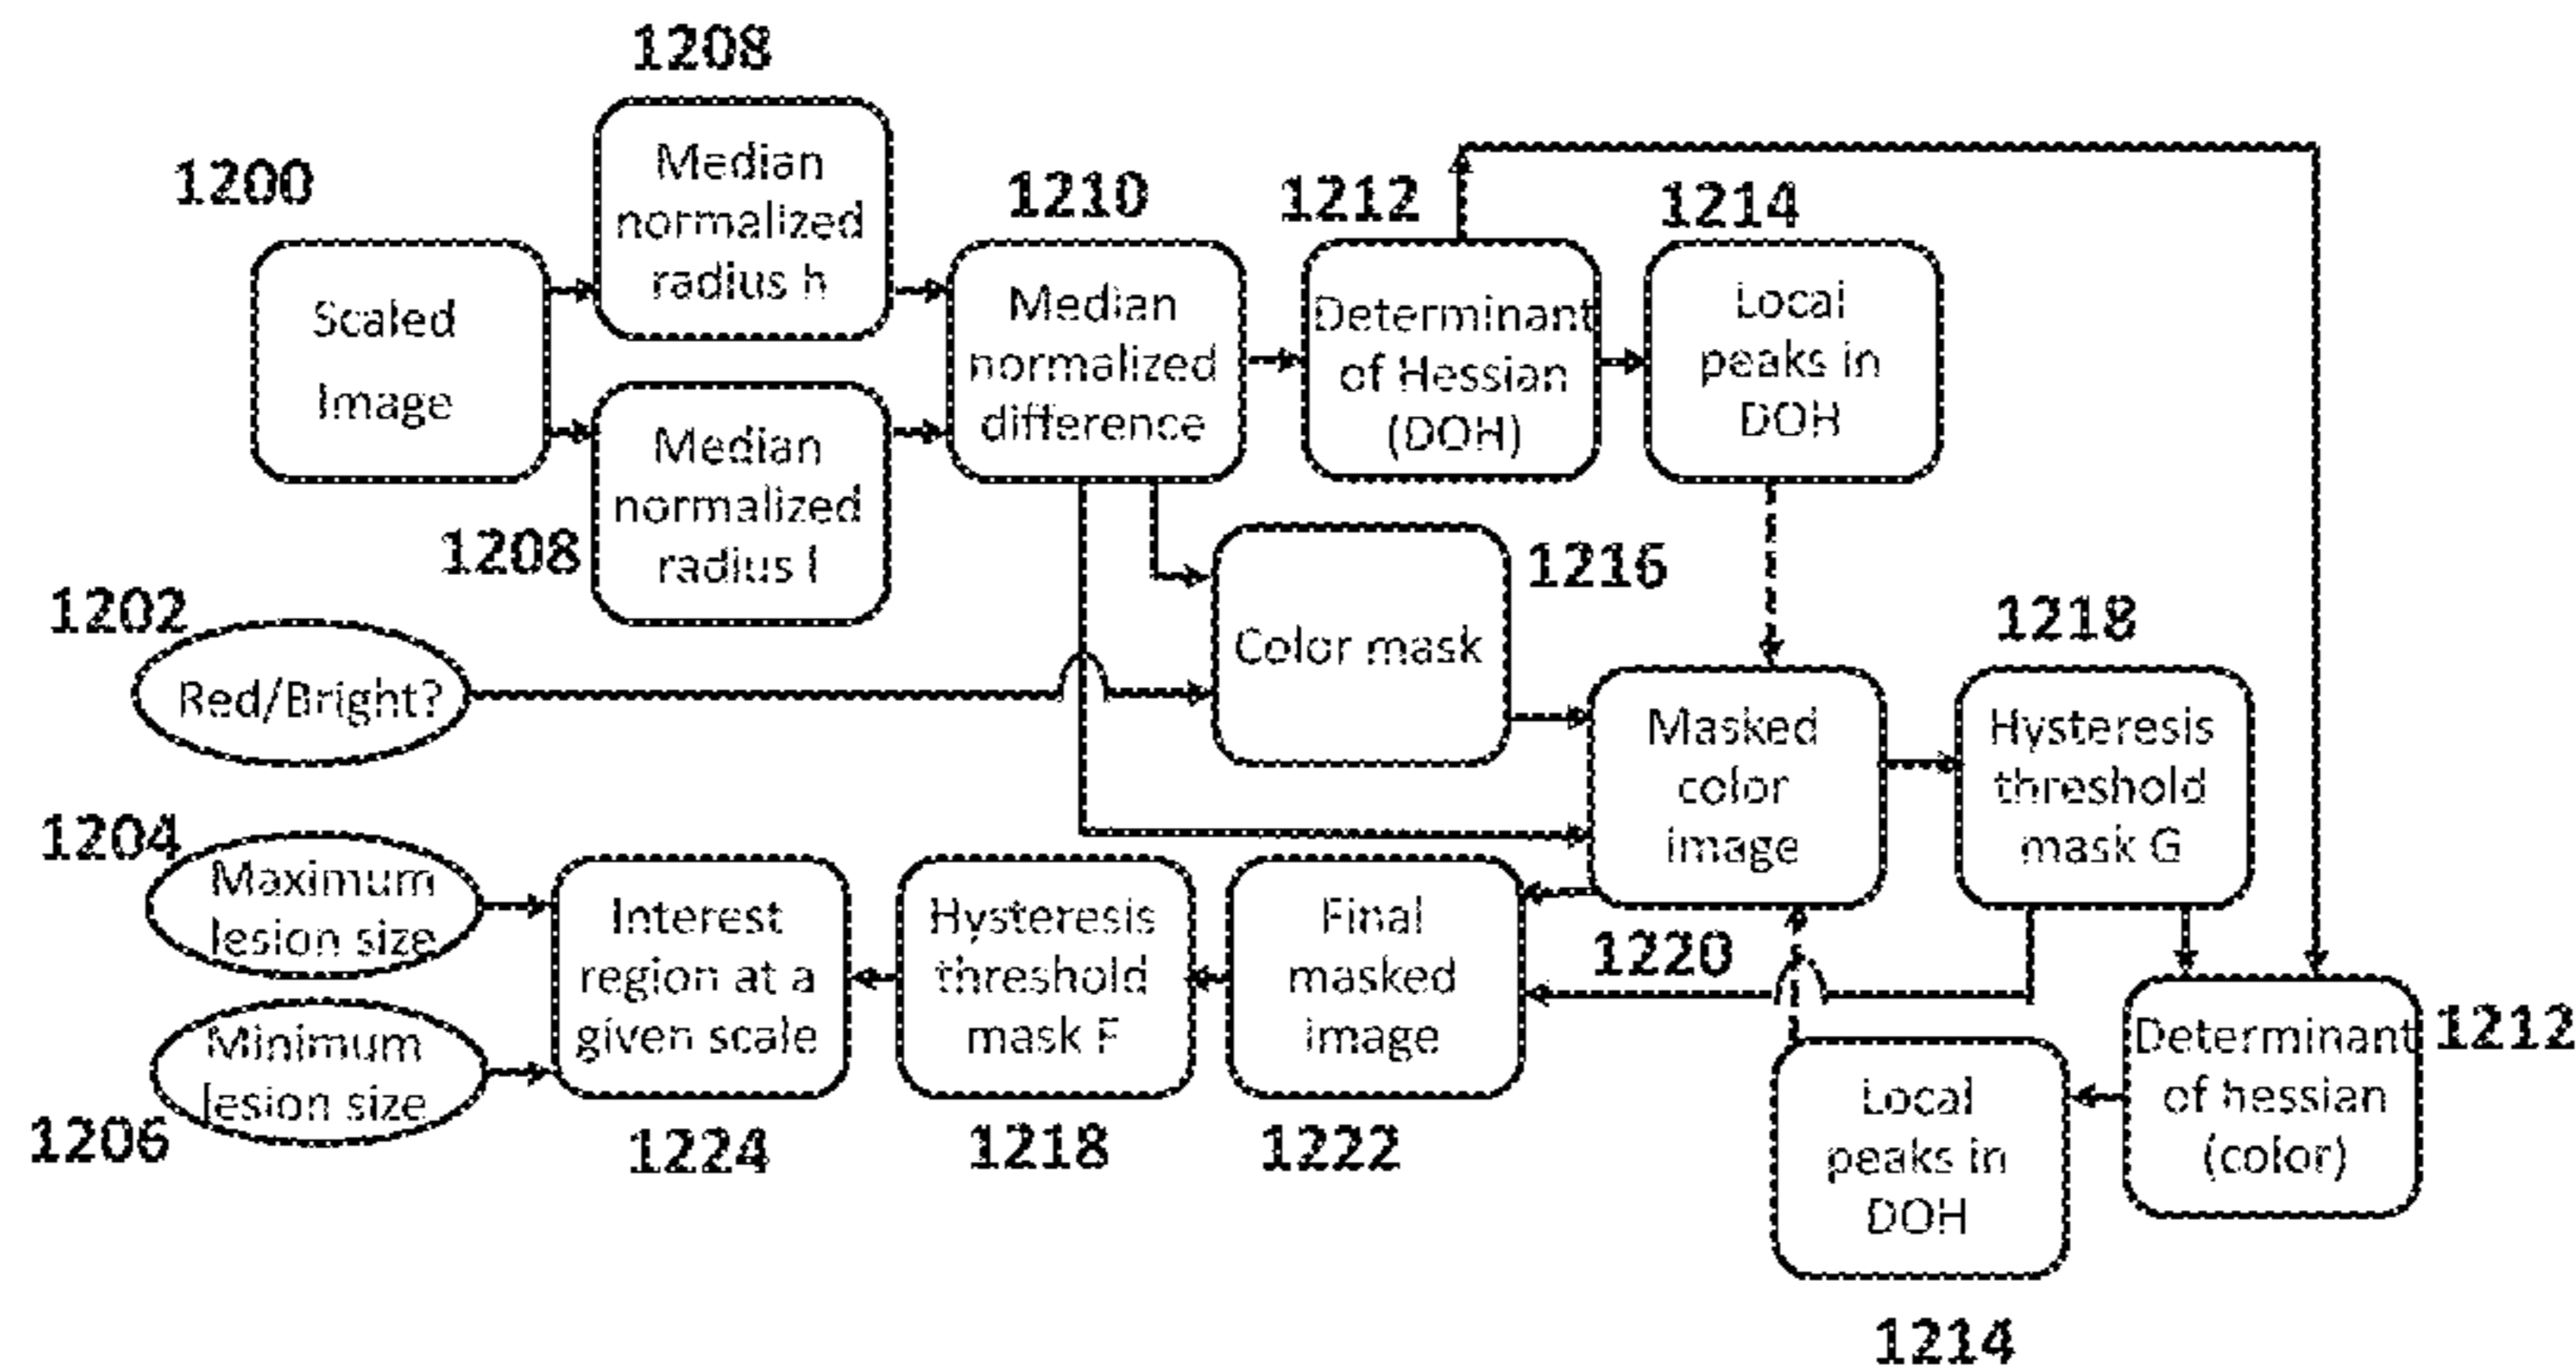 1208
Median
normalized
radius h
1200
Scaled
Image
1208
Median
normalized
radius l
1210
Median
normalized
difference
1212
Determinant
of Hessian
(DOH)
1214
Local
peaks in
DOH
1216
Color mask
1202
Red/Bright?
1218
Masked
color
image
Hysteresis
threshold
mask G
1204
Maximum
lesion size
Minimum
lesion size
1206
Interest
region at a
given scale
1224
Hysteresis
threshold
mask F
1218
Final
masked
image
1222
1220
Determinant
of hessian
(color)
1212
Local
peaks in
DOH
1214